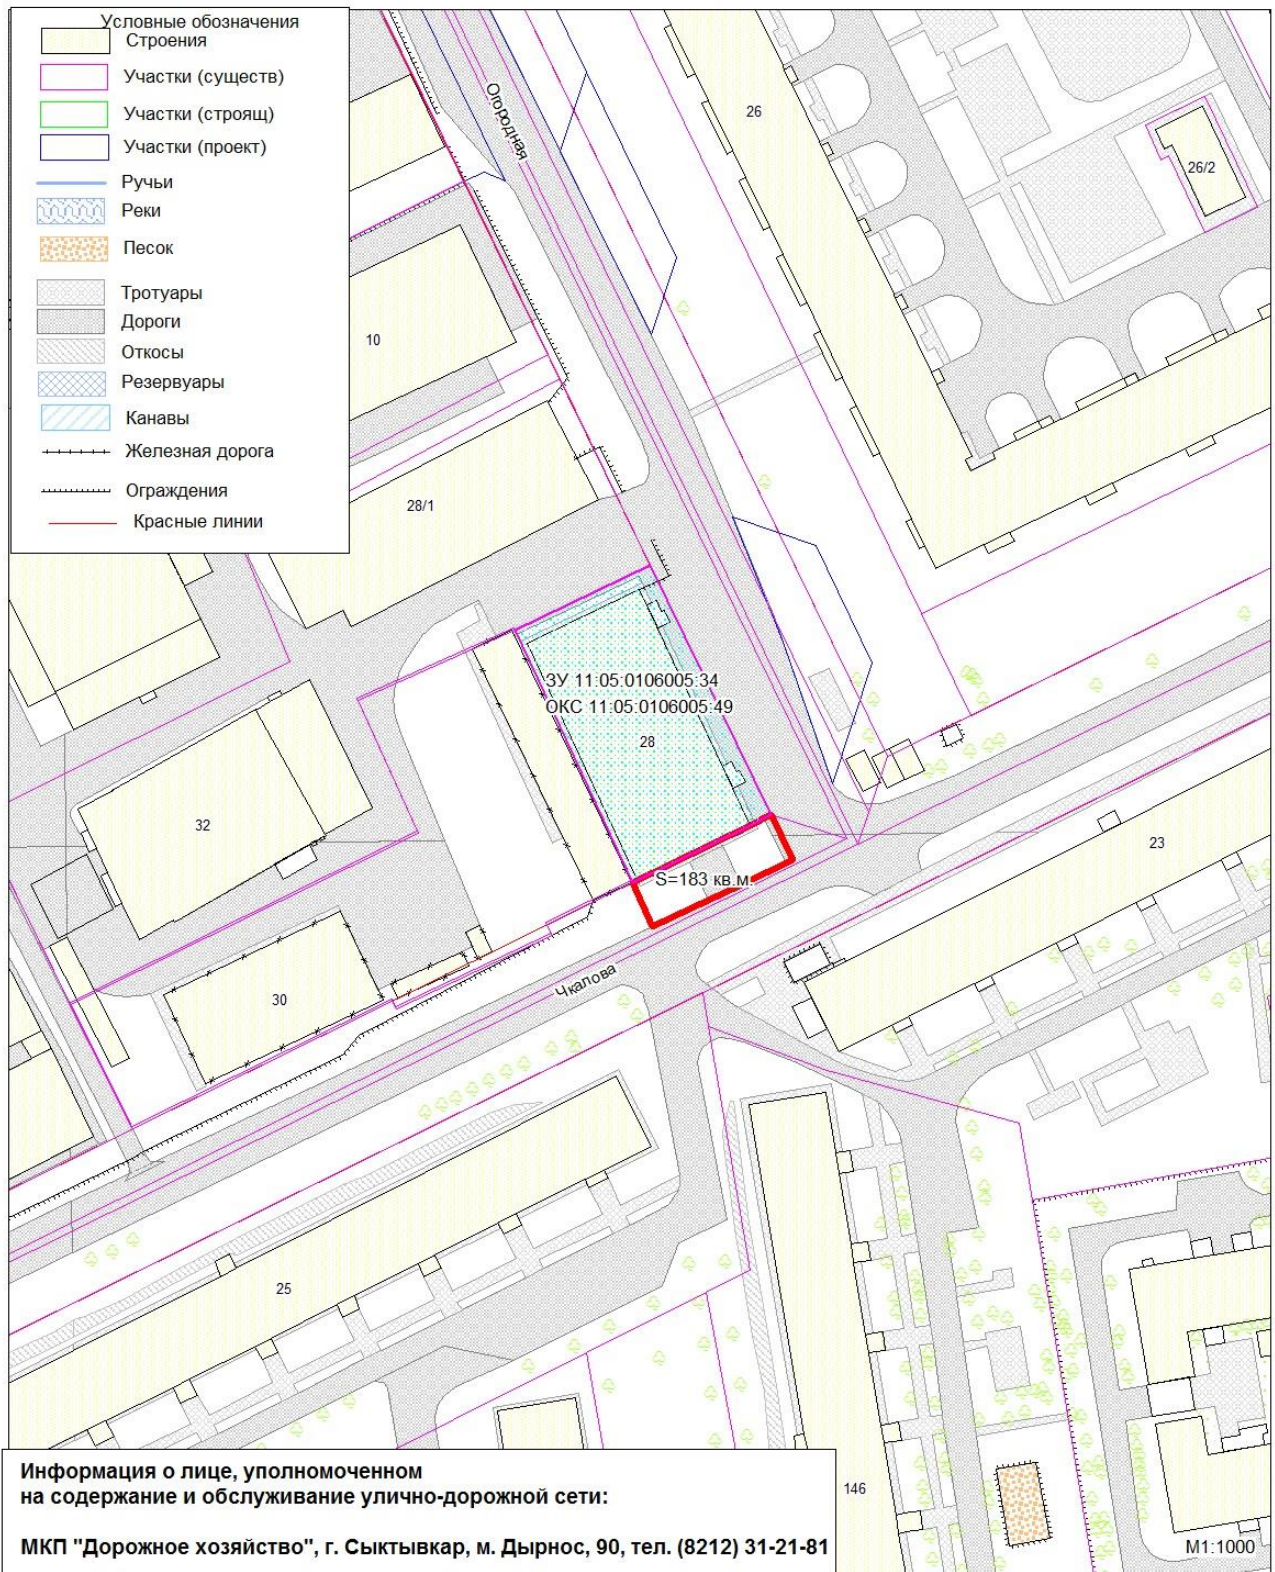 Условные обозначения
Строения
Участки (существ)
Участки (строящ)
Участки (проект)
Ручьи
Реки
Песок
Тротуары
Дороги
Откосы
Резервуары
Канавы
Железная дорога
Ограждения
Красные линии
Огородная
26
26/2
10
28/1
ЗУ 11:05:0106005:34
ОКС 11:05:0106005:49
28
32
23
S=183 кв.м.
30
Чкалова
25
146
Информация о лице, уполномоченном
на содержание и обслуживание улично-дорожной сети:
МКП "Дорожное хозяйство", г. Сыктывкар, м. Дырнос, 90, тел. (8212) 31-21-81
М1:1000